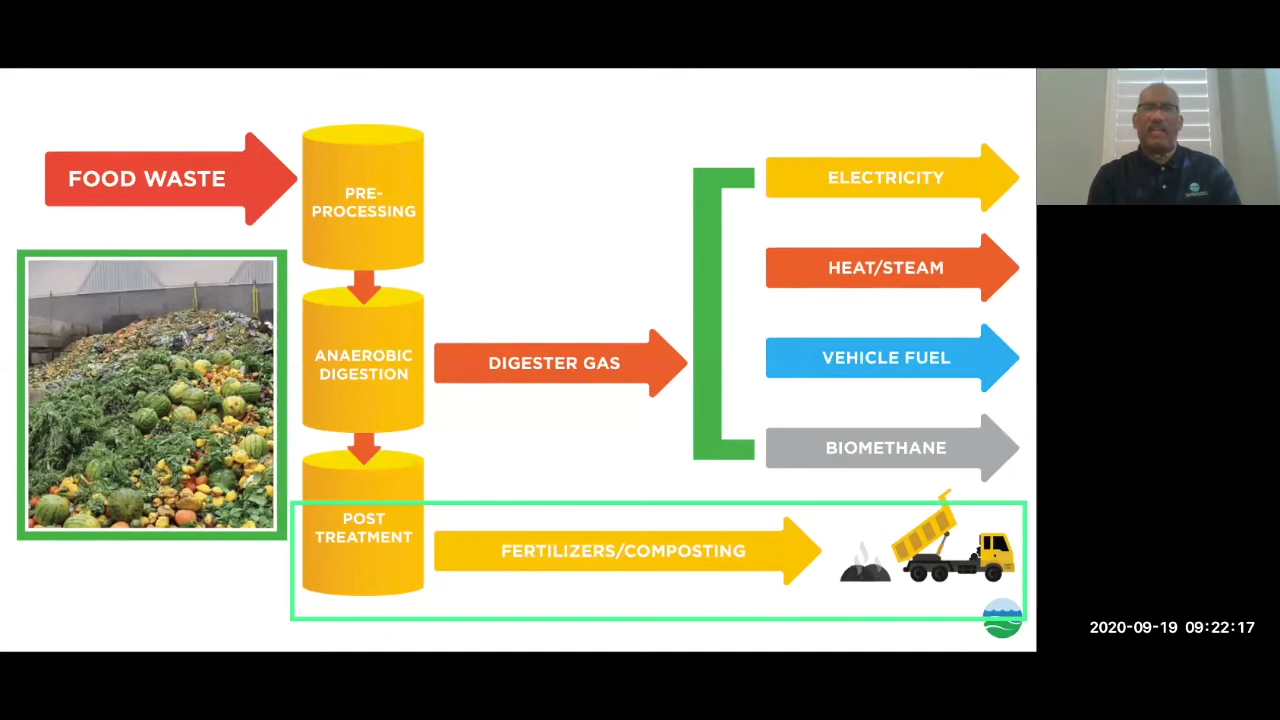 FOOD WASTE
PRE-
PROCESSING
ANAEROBIC
DIGESTION
POST
TREATMENT
DIGESTER GAS
ELECTRICITY
HEAT/STEAM
VEHICLE FUEL
BIOMETHANE
FERTILIZERS/COMPOSTING
2020-09-19 09:22:17